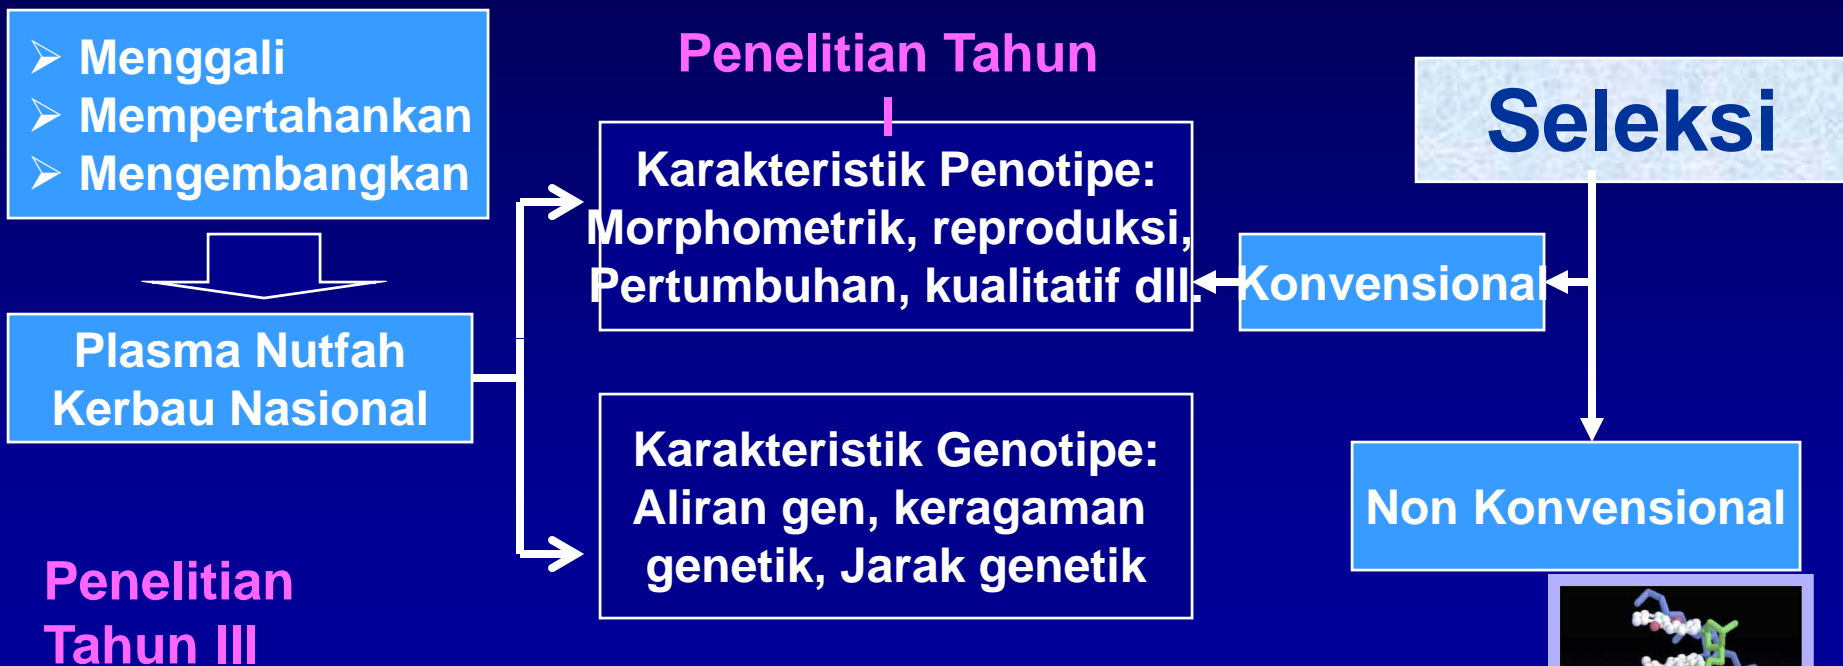 Menggali
Mempertahankan
Mengembangkan
Plasma Nutfah
Kerbau Nasional
Penelitian Tahun
I
Karakteristik Penotipe:
Morphometrik, reproduksi,
Pertumbuhan, kualitatif dll.
Karakteristik Genotipe:
Aliran gen, keragaman
genetik, Jarak genetik
Seleksi
Konvensional
Non Konvensional
Penelitian
Tahun III